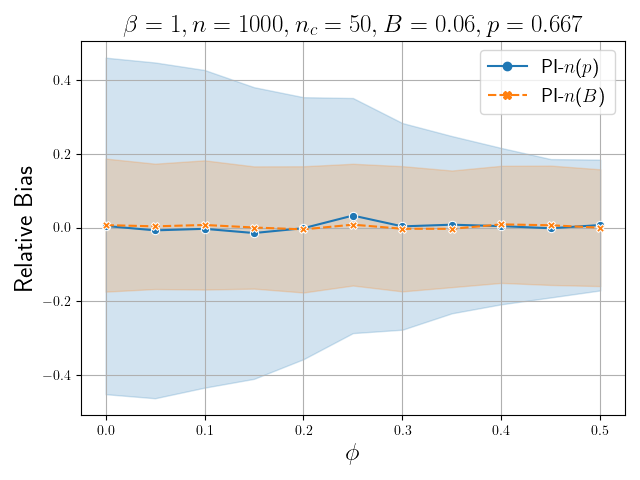 β = 1, n = 1000, n_c = 50, B = 0.06, p = 0.667
PI-n(p)
PI-n(B)
Relative Bias
0.4
0.2
0.0
−0.2
−0.4
0.0 0.1 0.2 0.3 0.4 0.5
ϕ